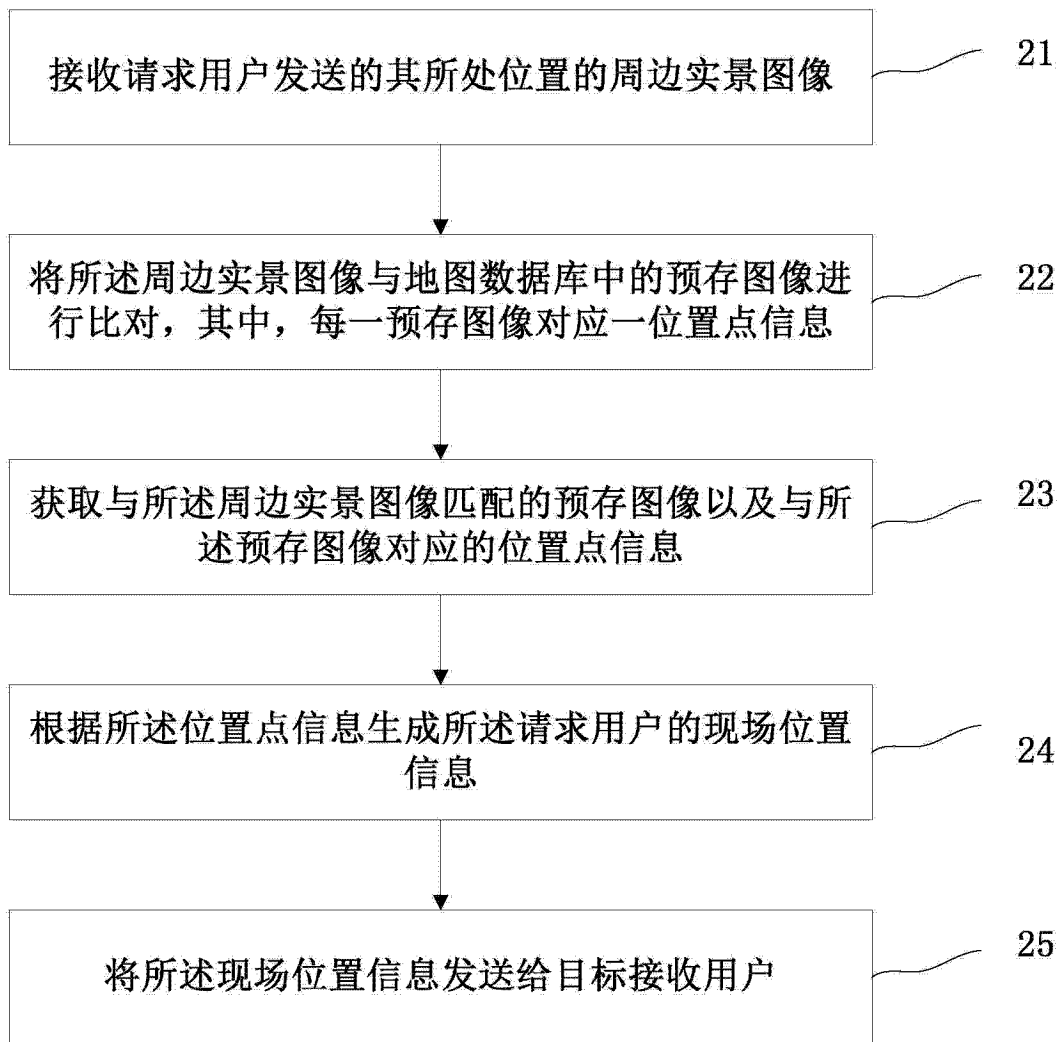 接收请求用户发送的其所处位置的周边实景图像
21
将所述周边实景图像与地图数据库中的预存图像进
行比对，其中，每一预存图像对应一位置点信息
22
获取与所述周边实景图像匹配的预存图像以及与所
述预存图像对应的位置点信息
23
根据所述位置点信息生成所述请求用户的现场位置
信息
24
将所述现场位置信息发送给目标接收用户
25